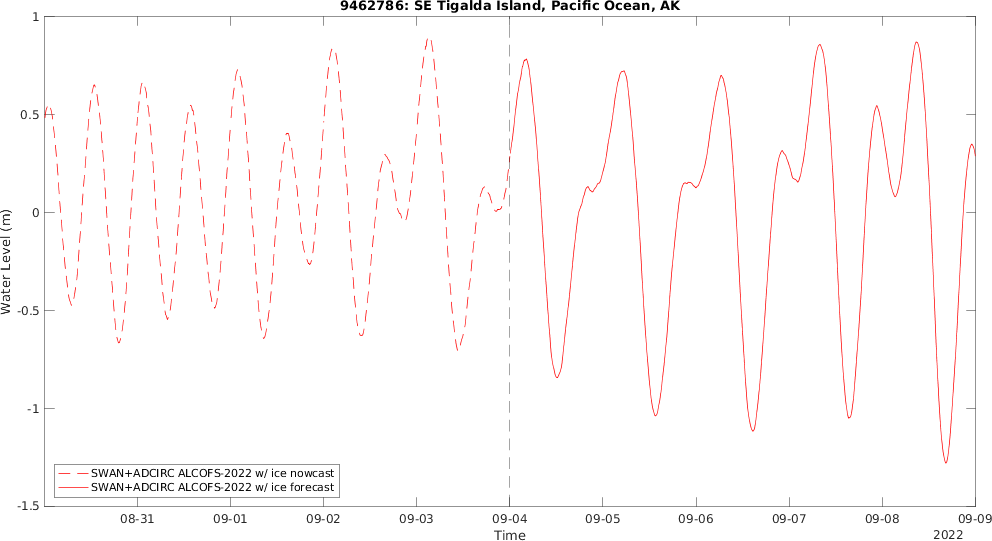 9462786: SE Tigalda Island, Pacific Ocean, AK
1
0.5
0
-0.5
-1
-1.5
Water Level (m)
SWAN+ADCIRC ALCOFS-2022 w/ ice nowcast
SWAN+ADCIRC ALCOFS-2022 w/ ice forecast
08-31 09-01 09-02 09-03 09-04 09-05 09-06 09-07 09-08 09-09
Time
2022